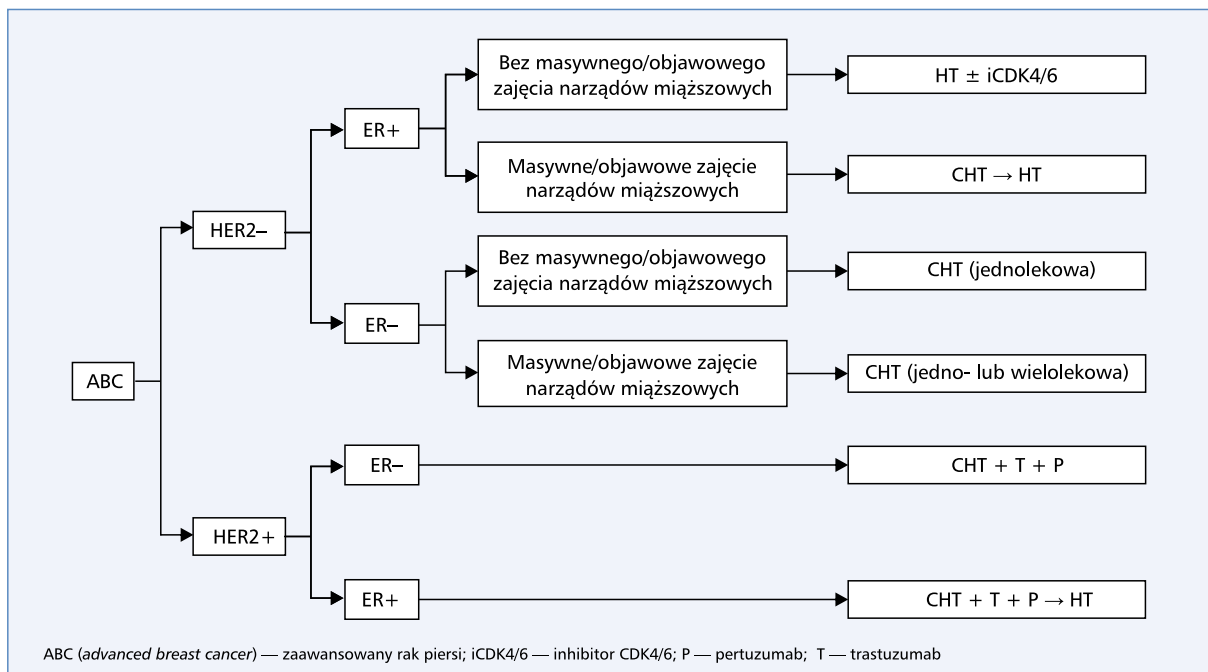 Bez masywnego/objawowego
zajęcia narządów miąższowych
HT ± iCDK4/6
ER+
Masywne/objawowe zajęcie
narządów miąższowych
CHT → HT
HER2–
Bez masywnego/objawowego
zajęcia narządów miąższowych
CHT (jednolekowa)
ER–
Masywne/objawowe zajęcie
narządów miąższowych
CHT (jedno- lub wielolekowa)
ABC
ER–
CHT + T + P
HER2+
ER+
CHT + T + P → HT
ABC (advanced breast cancer) — zaawansowany rak piersi; iCDK4/6 — inhibitor CDK4/6; P — pertuzumab; T — trastuzumab